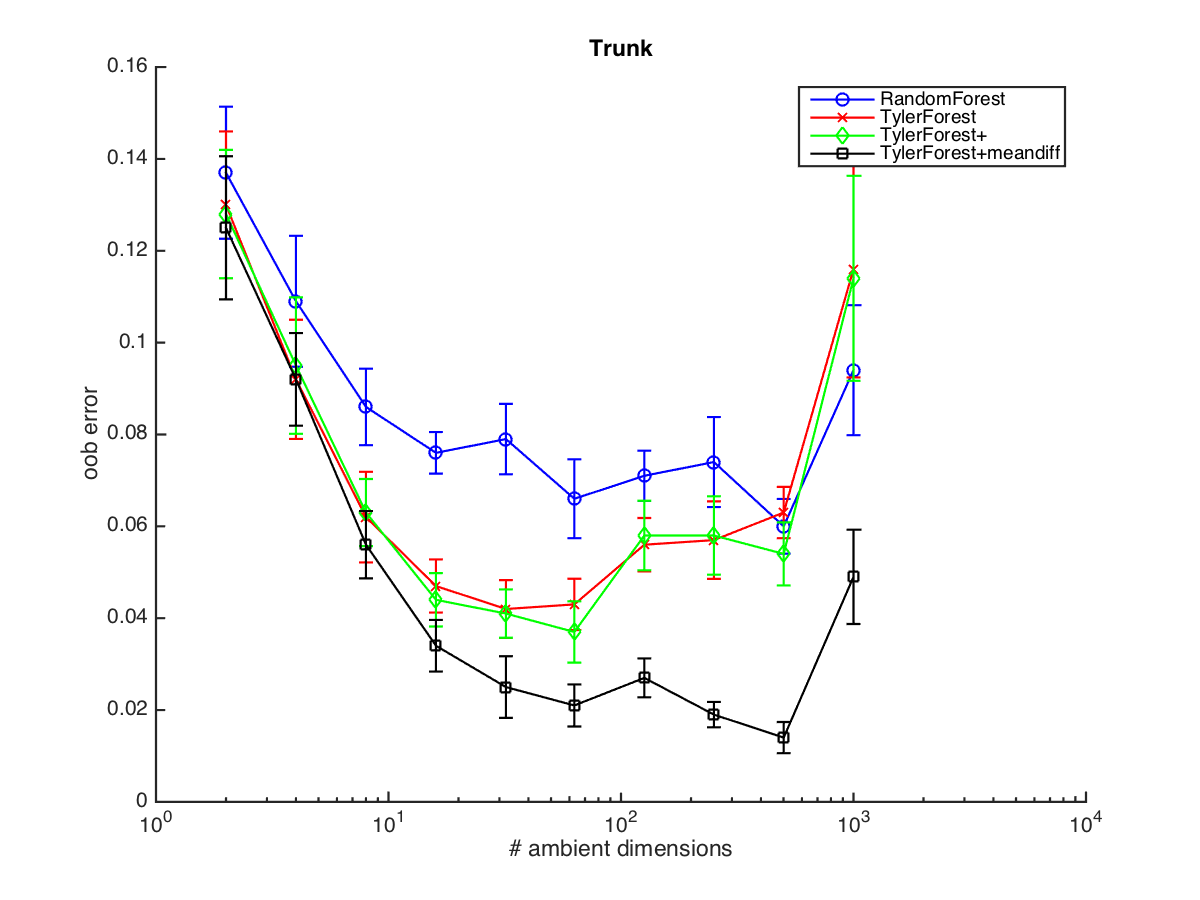 Trunk
0.16
0.14
0.12
0.1
0.08
0.06
0.04
0.02
0
oob error
RandomForest
TylerForest
TylerForest+
TylerForest+meandiff
10^0 10^1 10^2 10^3 10^4
# ambient dimensions